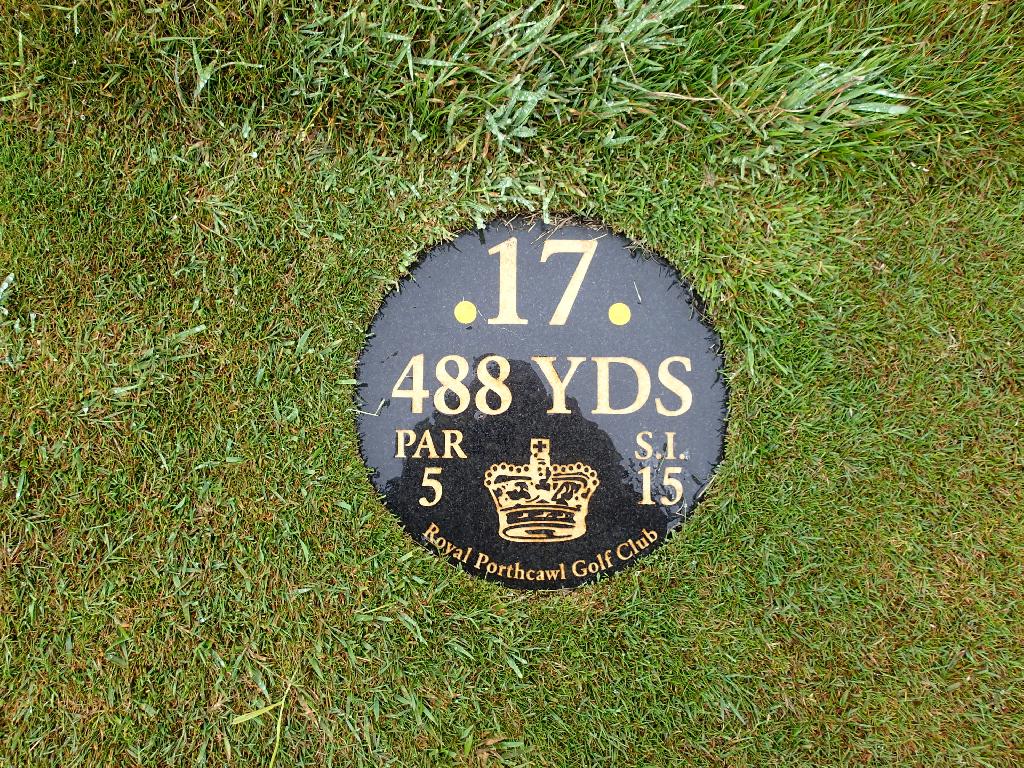 .17.
488 YDS
PAR S.I.
5 15
Royal Porthcawl Golf Club